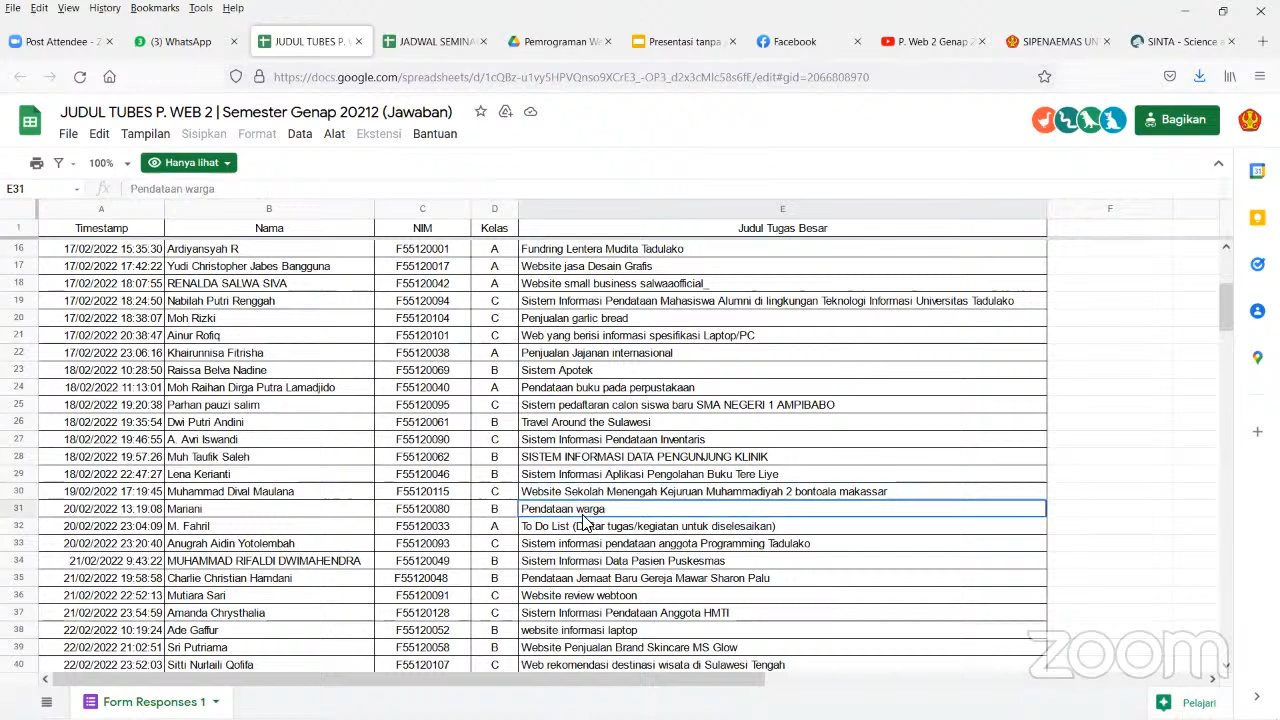 File Edit View History Bookmarks Tools Help
Post Attendee - Z (3) WhatsApp JUDUL TUBES P. W JADWAL SEMINA Pemrograman We Presentasi tanpa Facebook P. Web 2 Genap 2 SIPENAEMAS UN SINTA - Science a
https://docs.google.com/spreadsheets/d/1cQBz-u1vy5HPVQnso9XCrE3_-OP3_d2x3cMlc58s6fE/edit#gid=2066808970
JUDUL TUBES P. WEB 2 | Semester Genap 20212 (Jawaban)
File Edit Tampilan Sisipkan Format Data Alat Ekstensi Bantuan
Bagikan
100% Hanya lihat
E31 fx Pendataan warga
A B C D E F
1 Timestamp Nama NIM Kelas Judul Tugas Besar
16 17/02/2022 15:35:30 Ardiyansyah R F55120001 A Fundring Lentera Mudita Tadulako
17 17/02/2022 17:42:22 Yudi Christopher Jabes Bangguna F55120017 A Website jasa Desain Grafis
18 17/02/2022 18:07:55 RENALDA SALWA SIVA F55120042 A Website small business salwaaofficial_
19 17/02/2022 18:24:50 Nabilah Putri Renggah F55120094 C Sistem Informasi Pendataan Mahasiswa Alumni di lingkungan Teknologi Informasi Universitas Tadulako
20 17/02/2022 18:38:07 Moh Rizki F55120104 C Penjualan garlic bread
21 17/02/2022 20:38:47 Ainur Rofiq F55120101 C Web yang berisi informasi spesifikasi Laptop/PC
22 17/02/2022 23:06:16 Khairunnisa Fitrisha F55120038 A Penjualan Jajanan internasional
23 18/02/2022 10:28:50 Raissa Belva Nadine F55120069 B Sistem Apotek
24 18/02/2022 11:13:01 Moh Raihan Dirga Putra Lamadjido F55120040 A Pendataan buku pada perpustakaan
25 18/02/2022 19:20:38 Parhan pauzi salim F55120095 C Sistem pedaftaran calon siswa baru SMA NEGERI 1 AMPIBABO
26 18/02/2022 19:35:54 Dwi Putri Andini F55120061 B Travel Around the Sulawesi
27 18/02/2022 19:46:55 A. Avri Iswandi F55120090 C Sistem Informasi Pendataan Inventaris
28 18/02/2022 19:57:26 Muh Taufik Saleh F55120062 B SISTEM INFORMASI DATA PENGUNJUNG KLINIK
29 18/02/2022 22:47:27 Lena Kerianti F55120046 B Sistem Informasi Aplikasi Pengolahan Buku Tere Liye
30 19/02/2022 17:19:45 Muhammad Dival Maulana F55120115 C Website Sekolah Menengah Kejuruan Muhammadiyah 2 bontoala makassar
31 20/02/2022 13:19:08 Mariani F55120080 B Pendataan warga
32 20/02/2022 23:04:09 M. Fahril F55120033 A To Do List (Daftar tugas/kegiatan untuk diselesaikan)
33 20/02/2022 23:20:40 Anugrah Aidin Yotolembah F55120093 C Sistem informasi pendataan anggota Programming Tadulako
34 21/02/2022 9:43:22 MUHAMMAD RIFALDI DWIMAHENDRA F55120049 B Sistem Informasi Data Pasien Puskesmas
35 21/02/2022 19:58:58 Charlie Christian Hamdani F55120048 B Pendataan Jemaat Baru Gereja Mawar Sharon Palu
36 21/02/2022 22:52:13 Mutiara Sari F55120091 C Website review webtoon
37 21/02/2022 23:54:59 Amanda Chrysthalia F55120128 C Sistem Informasi Pendataan Anggota HMTI
38 22/02/2022 10:19:24 Ade Gaffur F55120052 B website informasi laptop
39 22/02/2022 21:02:51 Sri Putriama F55120058 B Website Penjualan Brand Skincare MS Glow
40 22/02/2022 23:52:03 Sitti Nurlaili Qofifa F55120107 C Web rekomendasi destinasi wisata di Sulawesi Tengah
zoom
Form Responses 1 Pelajari